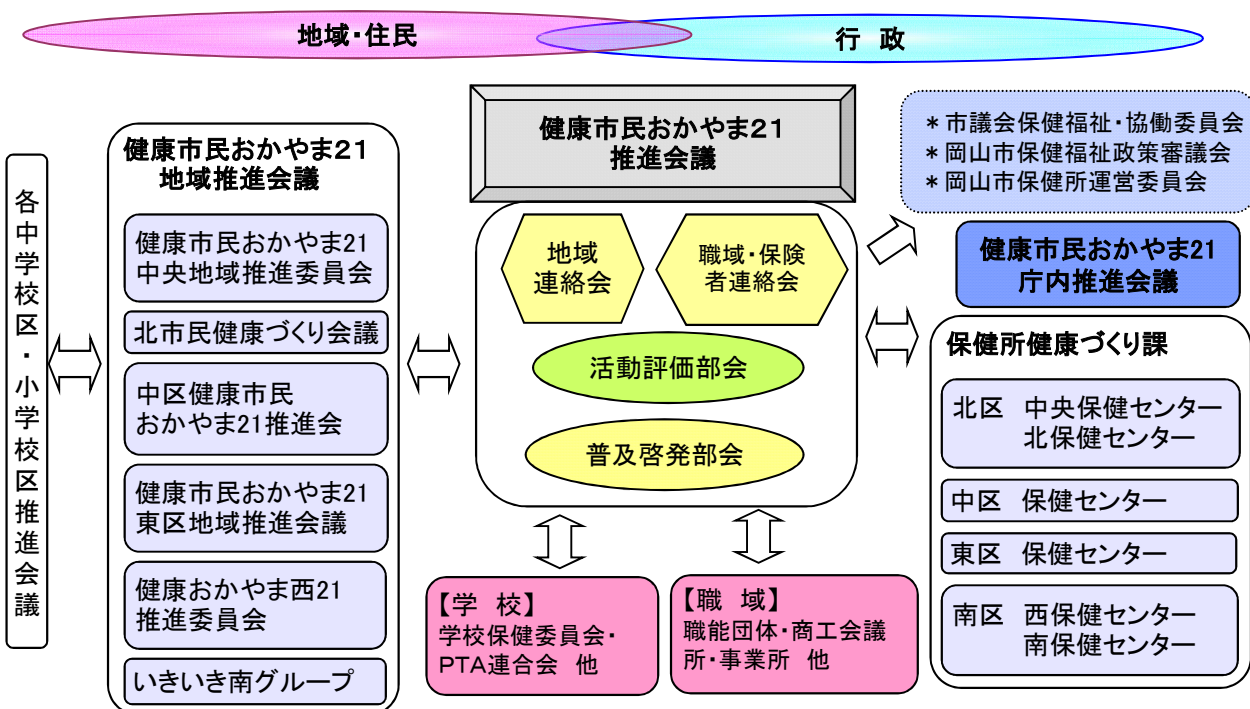 地域・住民
行 政
各中学校区・小学校区推進会議
健康市民おかやま21
地域推進会議
健康市民おかやま21
中央地域推進委員会
北市民健康づくり会議
中区健康市民
おかやま21推進会
健康市民おかやま21
東区地域推進会議
健康おかやま西21
推進委員会
いきいき南グループ
健康市民おかやま21
推進会議
地域
連絡会
職域・保険
者連絡会
活動評価部会
普及啓発部会
【学 校】
学校保健委員会・
PTA連合会 他
【職 域】
職能団体・商工会議
所・事業所 他
＊市議会保健福祉・協働委員会
＊岡山市保健福祉政策審議会
＊岡山市保健所運営委員会
健康市民おかやま21
庁内推進会議
保健所健康づくり課
北区 中央保健センター
北保健センター
中区 保健センター
東区 保健センター
南区 西保健センター
南保健センター